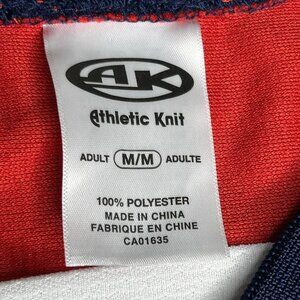 AK
Athletic Knit
ADULT M/M ADULTE
100% POLYESTER
MADE IN CHINA
FABRIQUE EN CHINE
CA01635